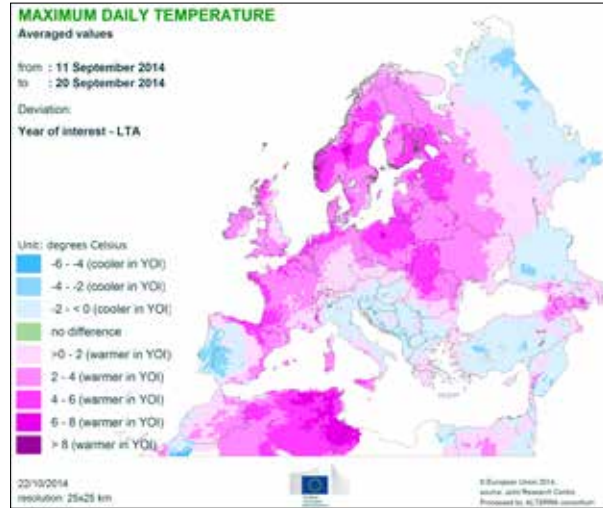 MAXIMUM DAILY TEMPERATURE
Averaged values
from : 11 September 2014
to : 20 September 2014
Deviation:
Year of interest - LTA
Unit: degrees Celsius
-6 - -4 (cooler in YOI)
-4 - -2 (cooler in YOI)
-2 - < 0 (cooler in YOI)
no difference
>0 - 2 (warmer in YOI)
2 - 4 (warmer in YOI)
4 - 6 (warmer in YOI)
6 - 8 (warmer in YOI)
> 8 (warmer in YOI)
22/10/2014
resolution: 25x25 km
© European Union 2014
source: Joint Research Centre
Processed by ALTERRA consortium